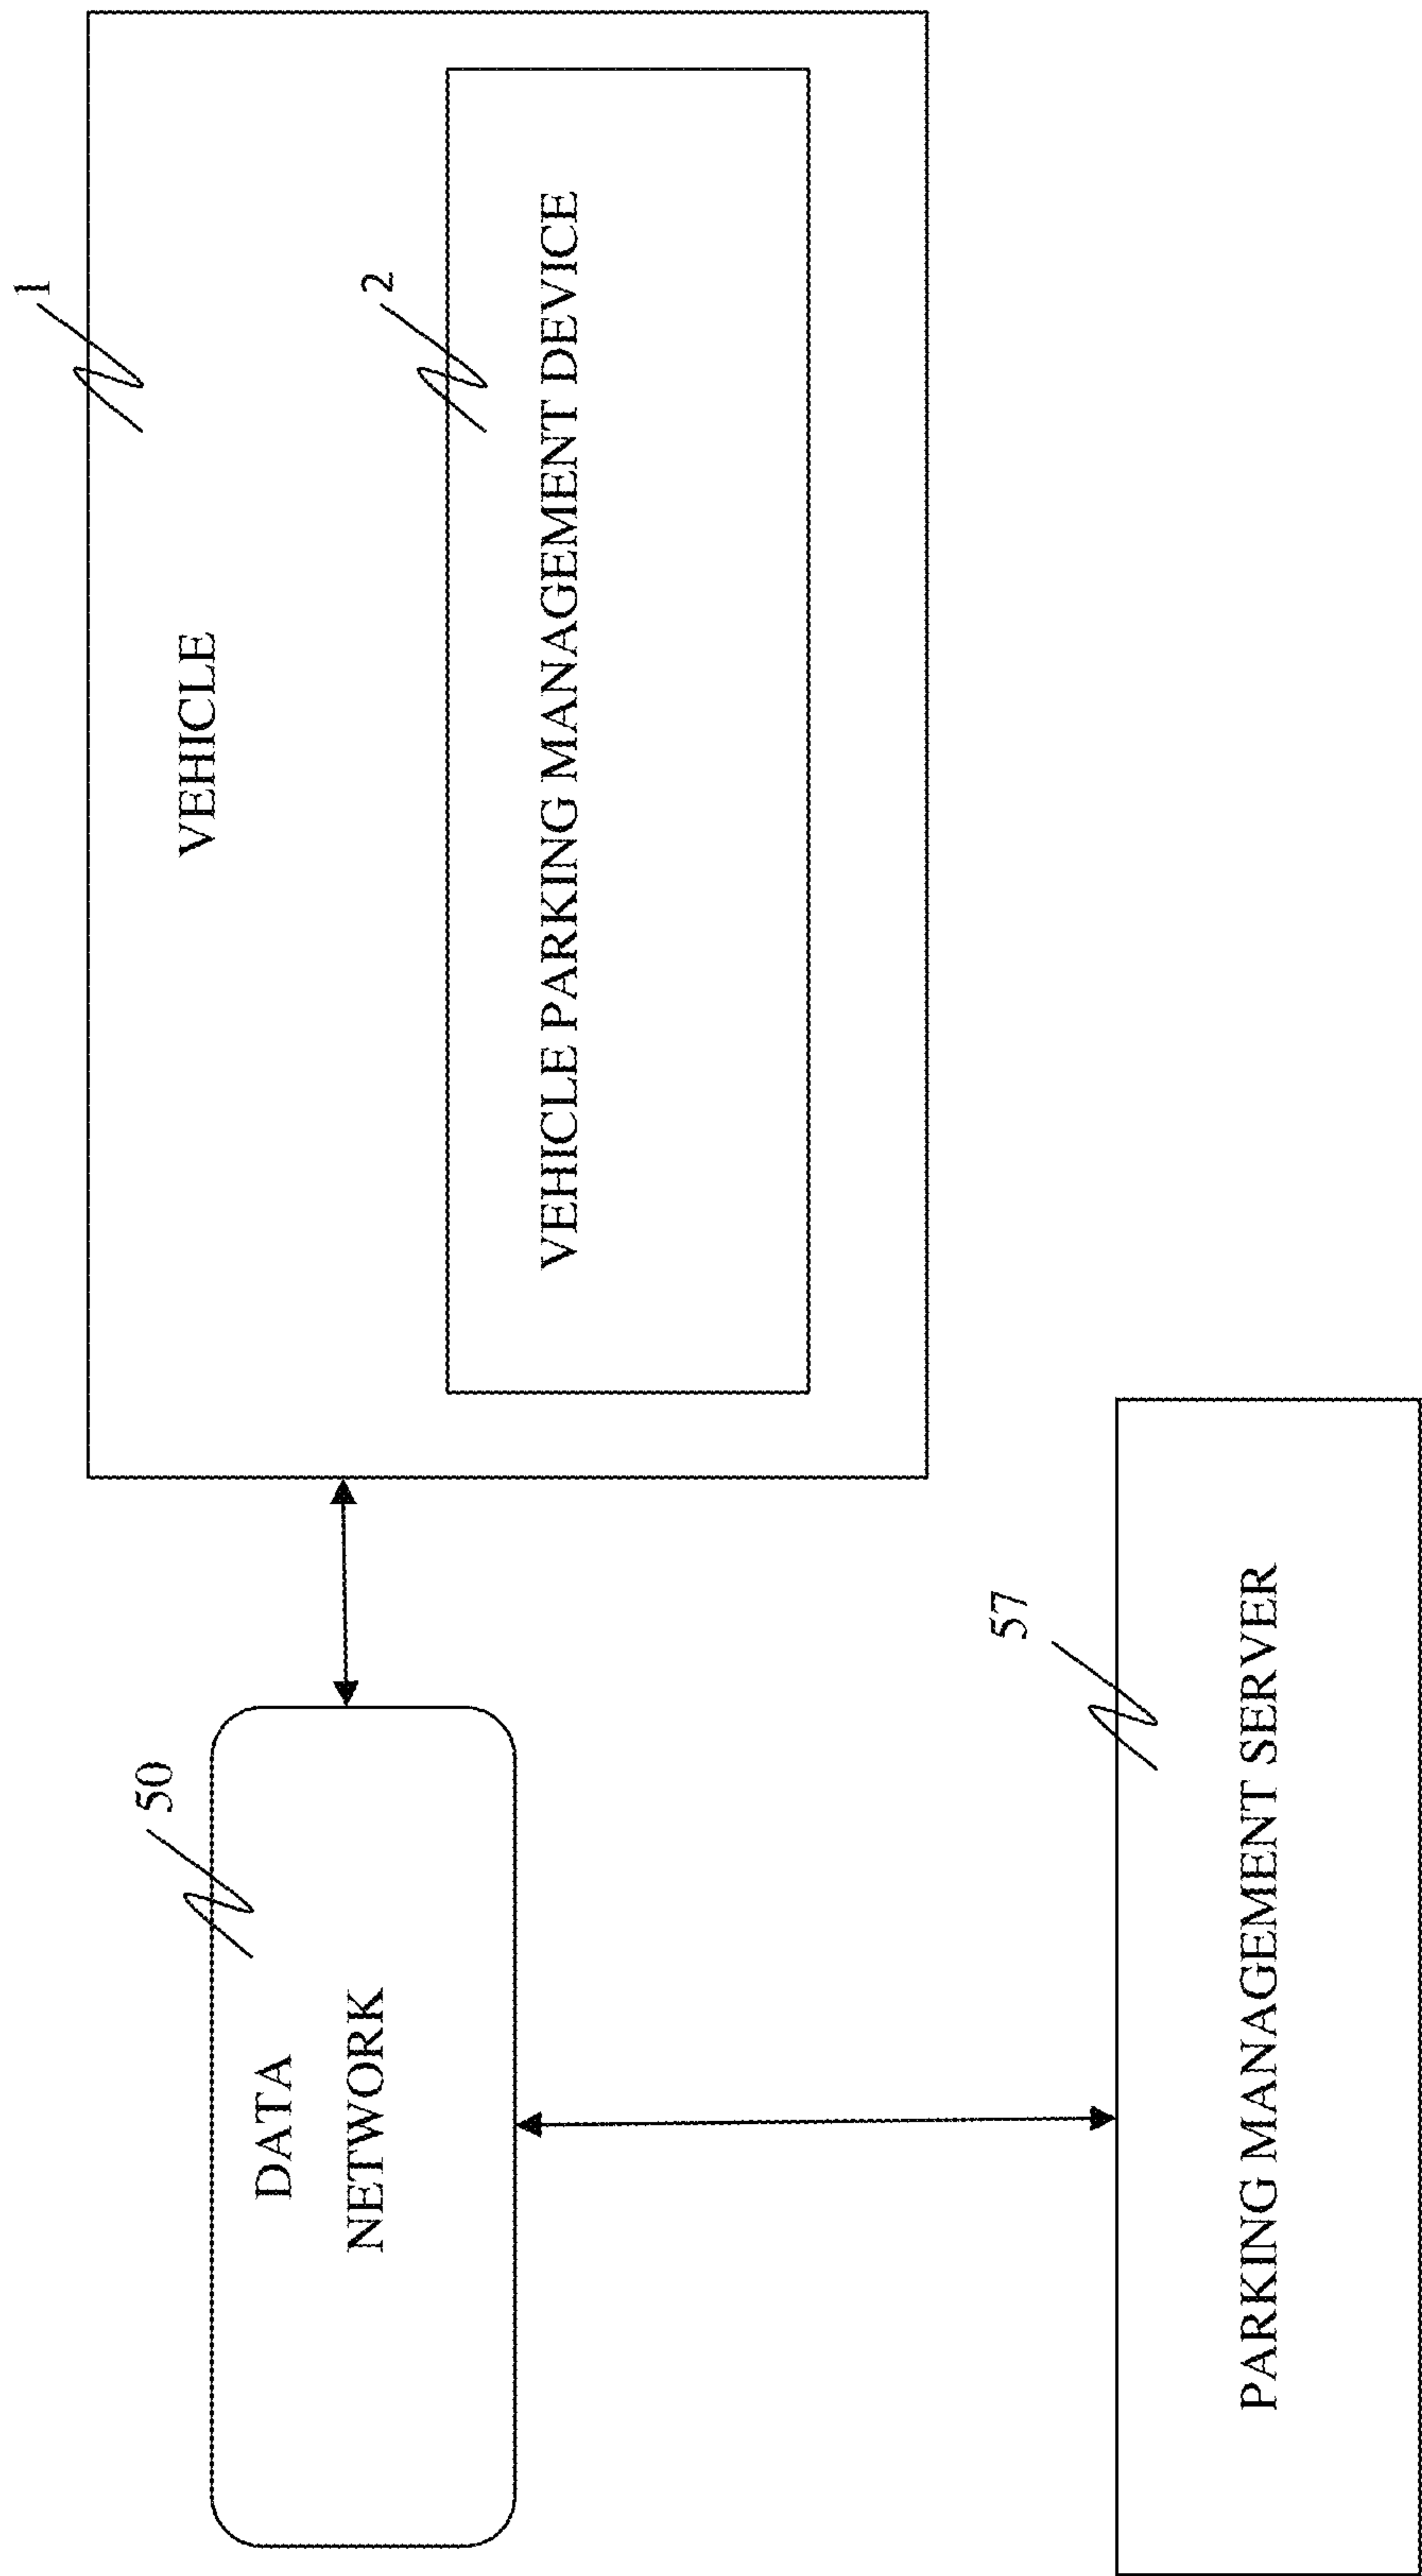 1
VEHICLE
2
VEHICLE PARKING MANAGEMENT DEVICE
50
DATA
NETWORK
57
PARKING MANAGEMENT SERVER